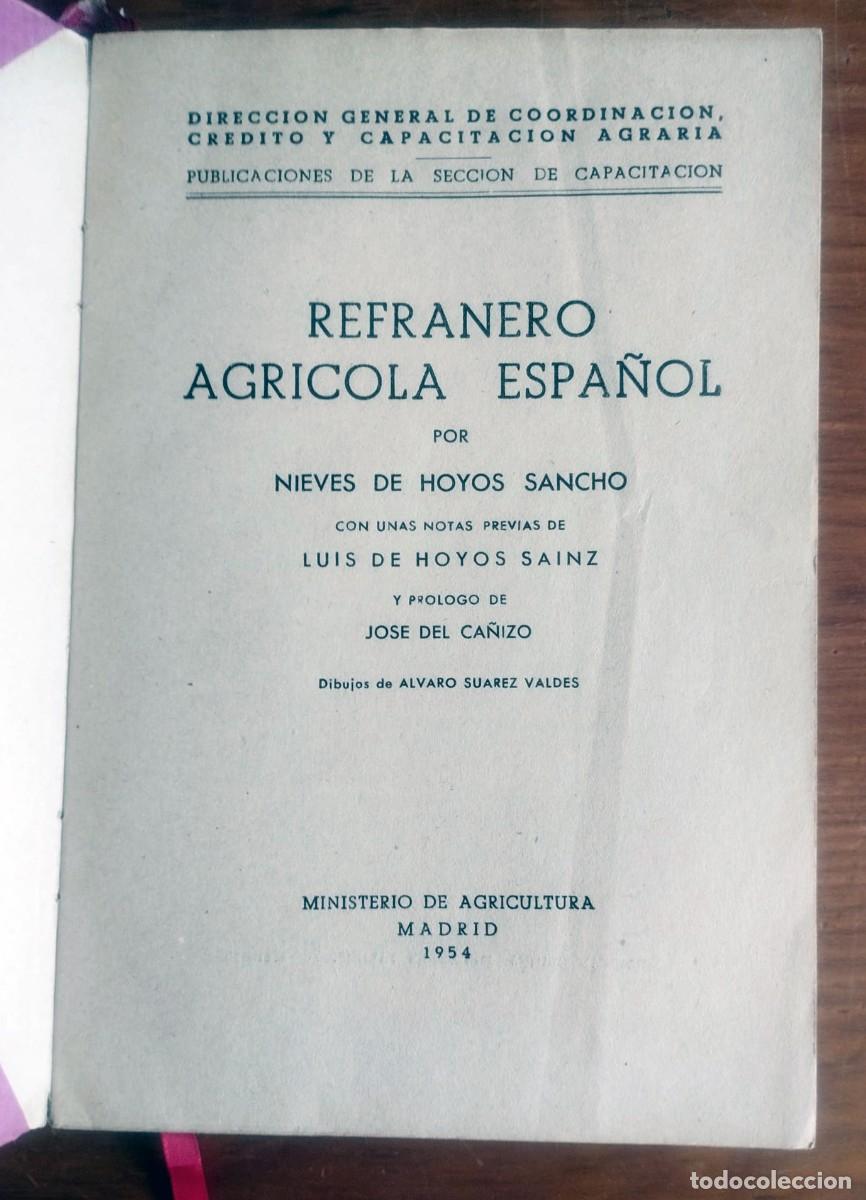 DIRECCION GENERAL DE COORDINACION,
CREDITO Y CAPACITACION AGRARIA
PUBLICACIONES DE LA SECCION DE CAPACITACION
REFRANERO
AGRICOLA ESPAÑOL
POR
NIEVES DE HOYOS SANCHO
CON UNAS NOTAS PREVIAS DE
LUIS DE HOYOS SAINZ
Y PROLOGO DE
JOSE DEL CAÑIZO
Dibujos de ALVARO SUAREZ VALDES
MINISTERIO DE AGRICULTURA
MADRID
1954
todocoleccion